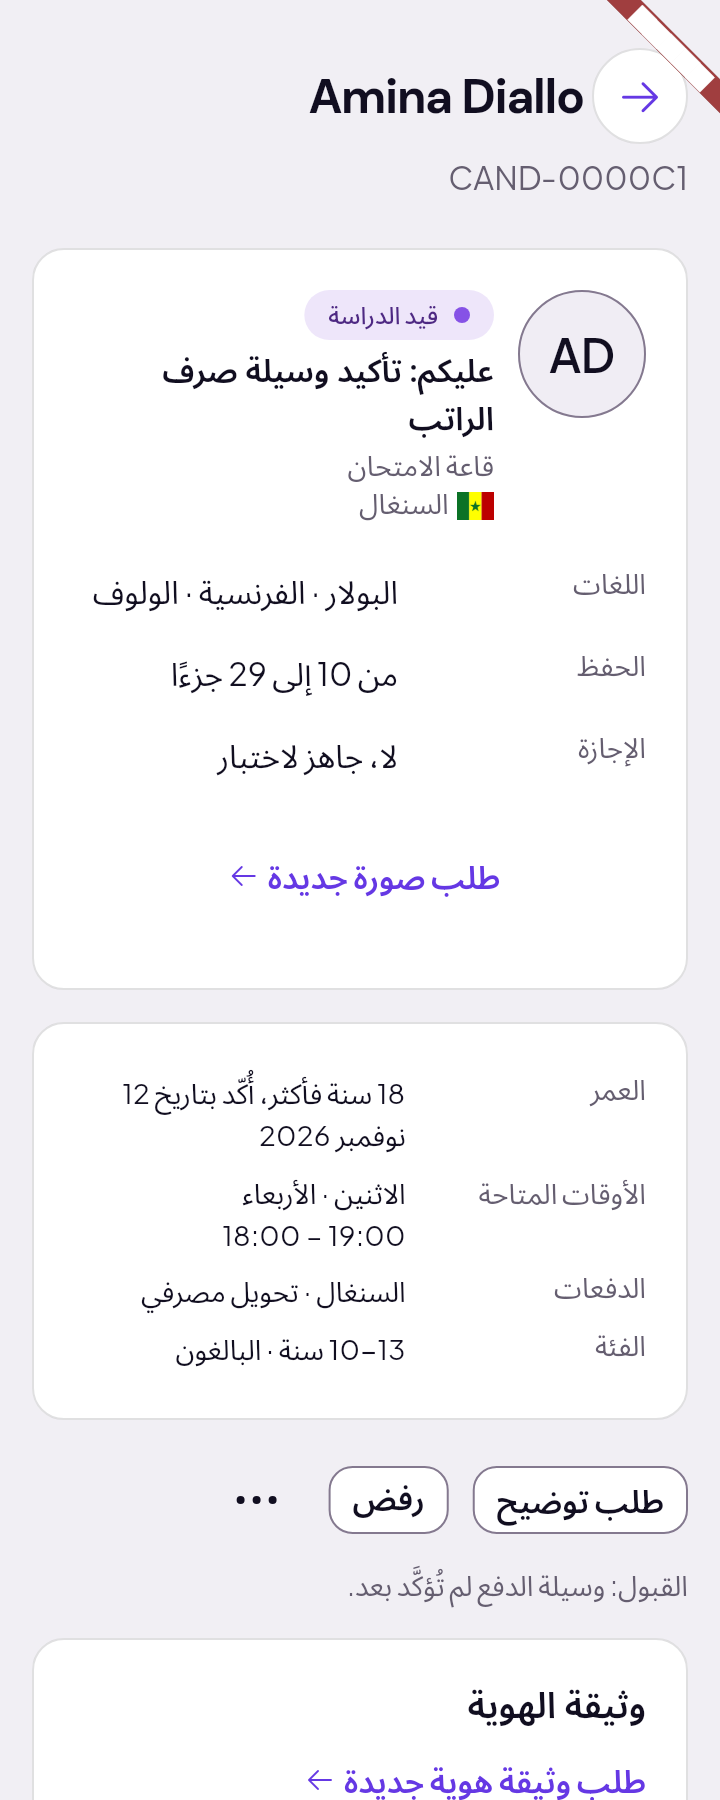 Amina Diallo
CAND-0000C1
AD
قيد الدراسة
عليكم: تأكيد وسيلة صرف
الراتب
قاعة الامتحان
السنغال
اللغات
البولار · الفرنسية · الولوف
الحفظ
من 10 إلى 29 جزءًا
الإجازة
لا، جاهز لاختبار
طلب صورة جديدة
العمر
18 سنة فأكثر، أُكّد بتاريخ 12
نوفمبر 2026
الأوقات المتاحة
الاثنين · الأربعاء
18:00 – 19:00
الدفعات
السنغال · تحويل مصرفي
الفئة
10–13 سنة · البالغون
طلب توضيح
رفض
القبول: وسيلة الدفع لم تُؤكَّد بعد.
وثيقة الهوية
طلب وثيقة هوية جديدة